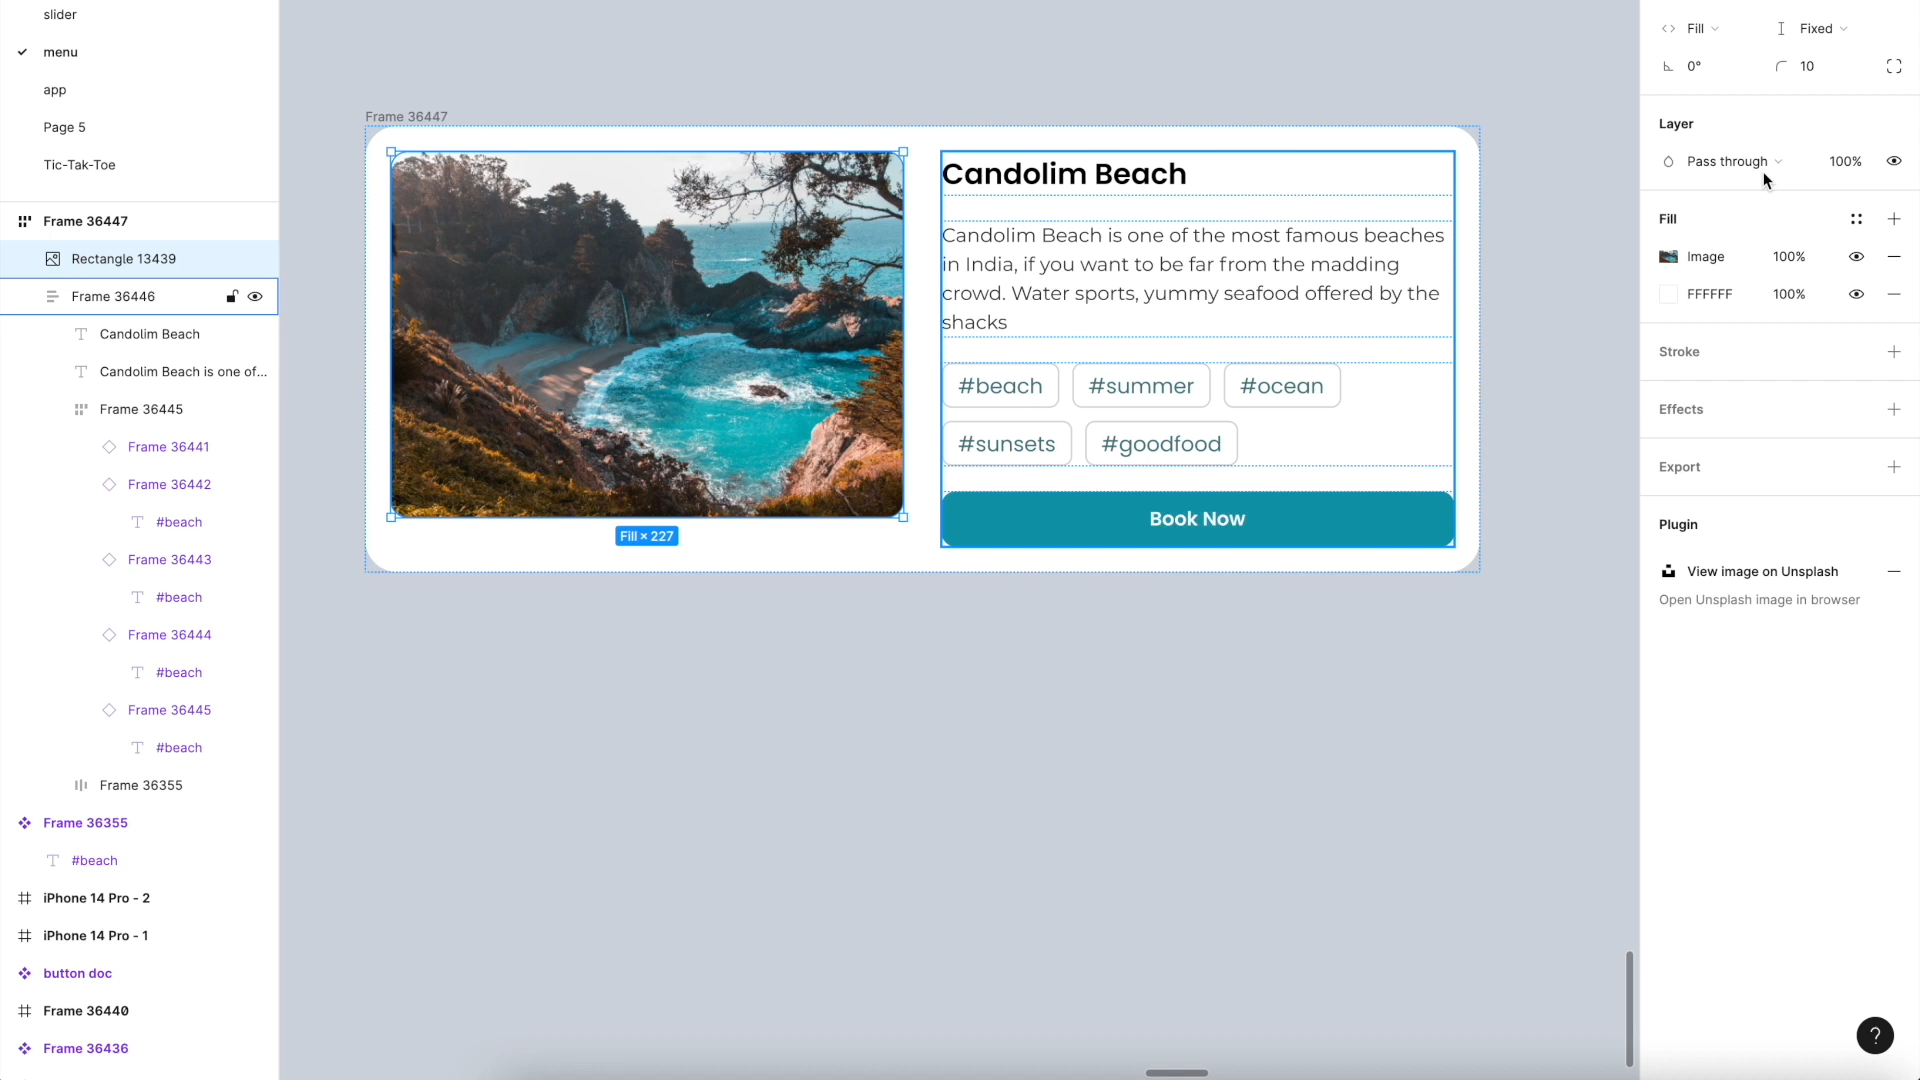 slider
menu
app
Page 5
Tic-Tak-Toe
Frame 36447
Rectangle 13439
Frame 36446
Candolim Beach
Candolim Beach is one of...
Frame 36445
Frame 36441
Frame 36442
#beach
Frame 36443
#beach
Frame 36444
#beach
Frame 36445
#beach
Frame 36355
Frame 36355
#beach
iPhone 14 Pro - 2
iPhone 14 Pro - 1
button doc
Frame 36440
Frame 36436
Frame 36447
Fill × 227
Candolim Beach
Candolim Beach is one of the most famous beaches
in India, if you want to be far from the madding
crowd. Water sports, yummy seafood offered by the
shacks
#beach #summer #ocean
#sunsets #goodfood
Book Now
Fill Fixed
0° 10
Layer
Pass through 100%
Fill
Image 100%
FFFFFF 100%
Stroke
Effects
Export
Plugin
View image on Unsplash
Open Unsplash image in browser
?